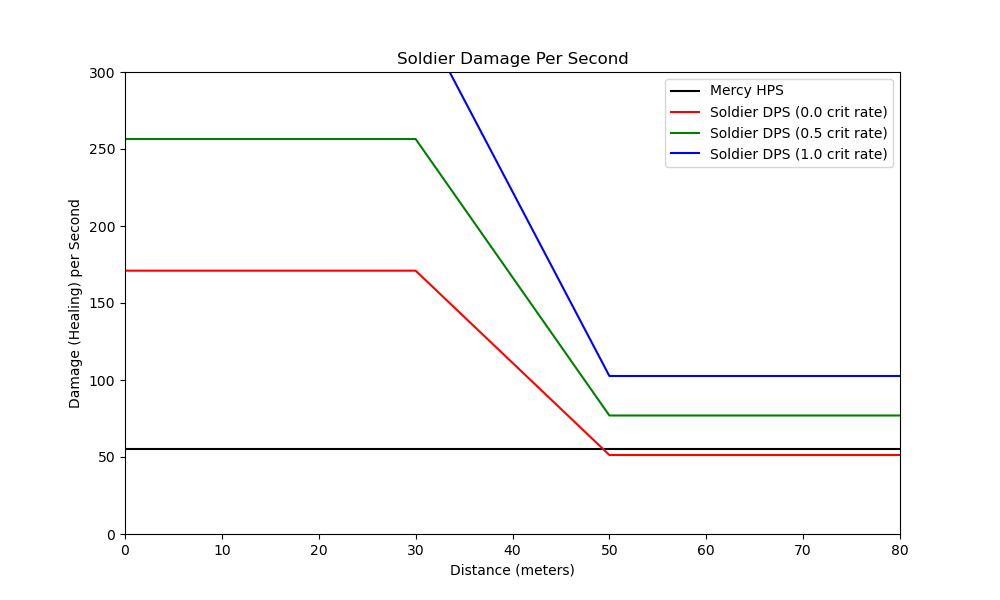 Soldier Damage Per Second
300
250
200
150
100
50
0
Damage (Healing) per Second
Mercy HPS
Soldier DPS (0.0 crit rate)
Soldier DPS (0.5 crit rate)
Soldier DPS (1.0 crit rate)
0 10 20 30 40 50 60 70 80
Distance (meters)